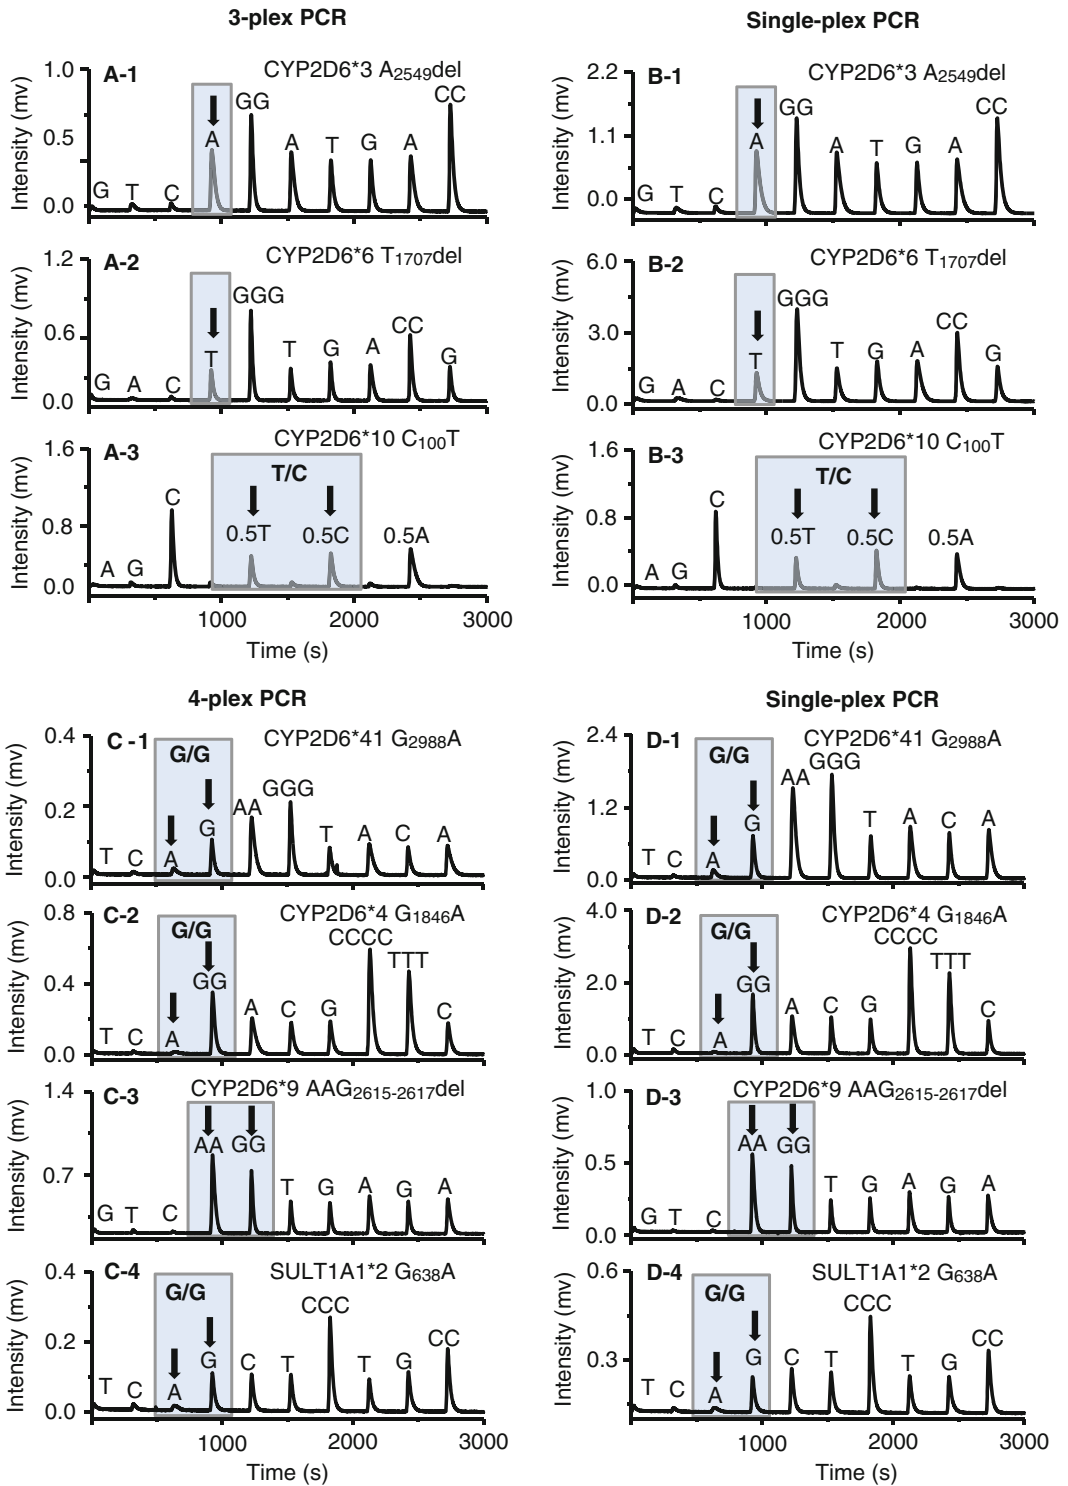 3-plex PCR
Single-plex PCR
A-1
CYP2D6*3 A2549del
Intensity (mv)
1.0
0.5
0.0
G T C A GG A T G A CC
B-1
CYP2D6*3 A2549del
Intensity (mv)
2.2
1.1
0.0
G T C A GG A T G A CC
A-2
CYP2D6*6 T1707del
Intensity (mv)
1.2
0.6
0.0
G A C T GGG T G A CC G
B-2
CYP2D6*6 T1707del
Intensity (mv)
6.0
3.0
0.0
G A C T GGG T G A CC G
A-3
CYP2D6*10 C100T
Intensity (mv)
1.6
0.8
0.0
T/C
A G C 0.5T 0.5C 0.5A
1000 2000 3000
Time (s)
B-3
CYP2D6*10 C100T
Intensity (mv)
1.6
0.8
0.0
T/C
A G C 0.5T 0.5C 0.5A
1000 2000 3000
Time (s)
4-plex PCR
Single-plex PCR
C-1
CYP2D6*41 G2988A
Intensity (mv)
0.4
0.2
0.0
G/G
T C A G AA GGG T A C A
D-1
CYP2D6*41 G2988A
Intensity (mv)
2.4
1.2
0.0
G/G
T C A G AA GGG T A C A
C-2
CYP2D6*4 G1846A
Intensity (mv)
0.8
0.4
0.0
G/G
T C A GG A C G CCCC TTT C
D-2
CYP2D6*4 G1846A
Intensity (mv)
4.0
2.0
0.0
G/G
T C A GG A C G CCCC TTT C
C-3
CYP2D6*9 AAG2615-2617del
Intensity (mv)
1.4
0.7
G T C AA GG T G A G A
D-3
CYP2D6*9 AAG2615-2617del
Intensity (mv)
1.0
0.5
0.0
G T C AA GG T G A G A
C-4
SULT1A1*2 G638A
Intensity (mv)
0.4
0.2
0.0
G/G
T C A G C T CCC T G CC
1000 2000 3000
Time (s)
D-4
SULT1A1*2 G638A
Intensity (mv)
0.6
0.3
G/G
T C A G C T CCC T G CC
1000 2000 3000
Time (s)